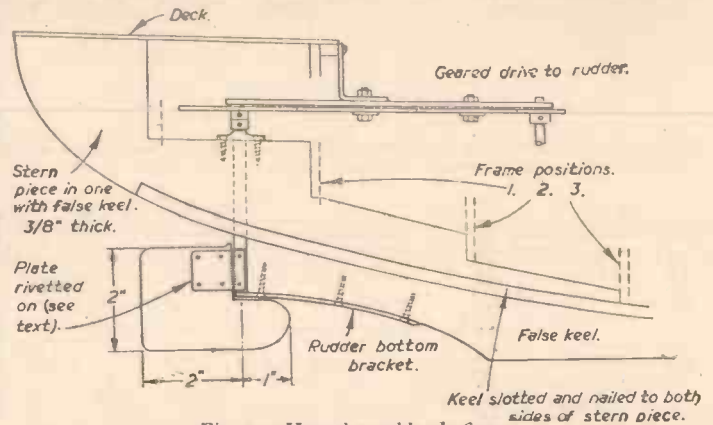 Deck.
Geared drive to rudder.
Stern
piece in one
with false keel.
3/8" thick.
Frame positions.
1. 2. 3.
Plate
rivetted
on (see
text).
2"
2"
1"
Rudder bottom
bracket.
False keel.
Keel slotted and nailed to both
sides of stern piece.